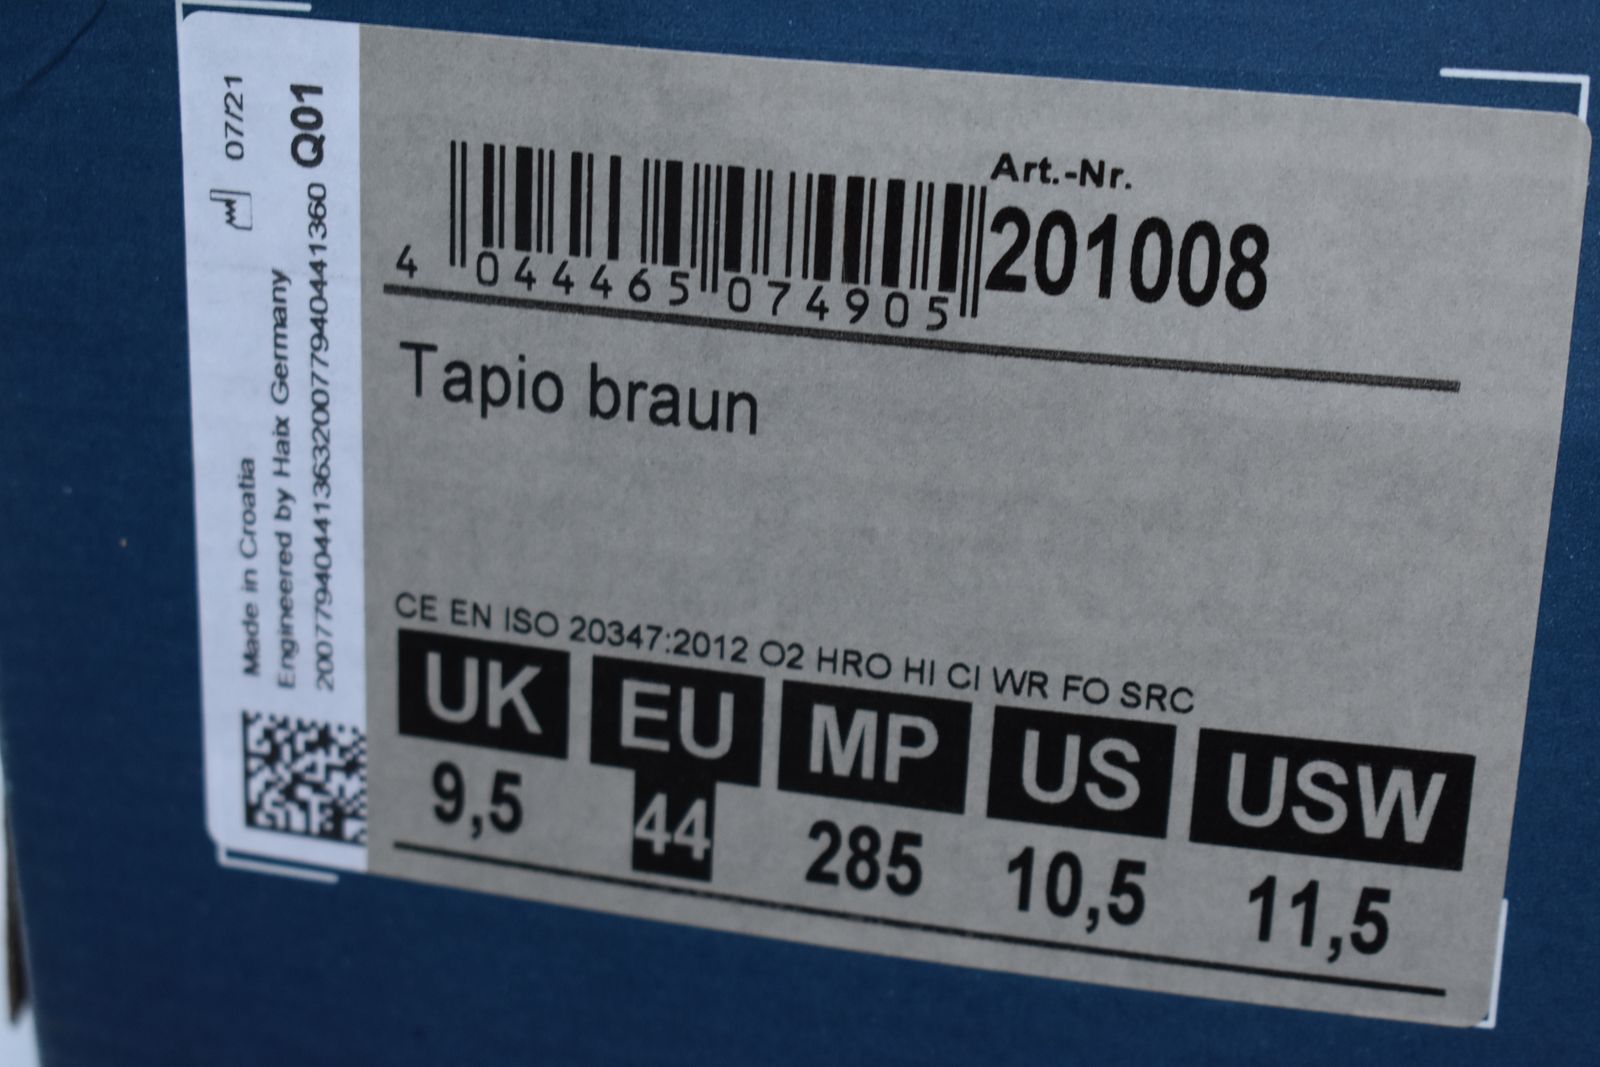 07/21
Q01
Made in Croatia
Engineered by Haix Germany
2007794044136320077940441360
Art.-Nr.
201008
4 044465 074905
Tapio braun
CE EN ISO 20347:2012 O2 HRO HI CI WR FO SRC
UK EU MP US USW
9,5 44 285 10,5 11,5